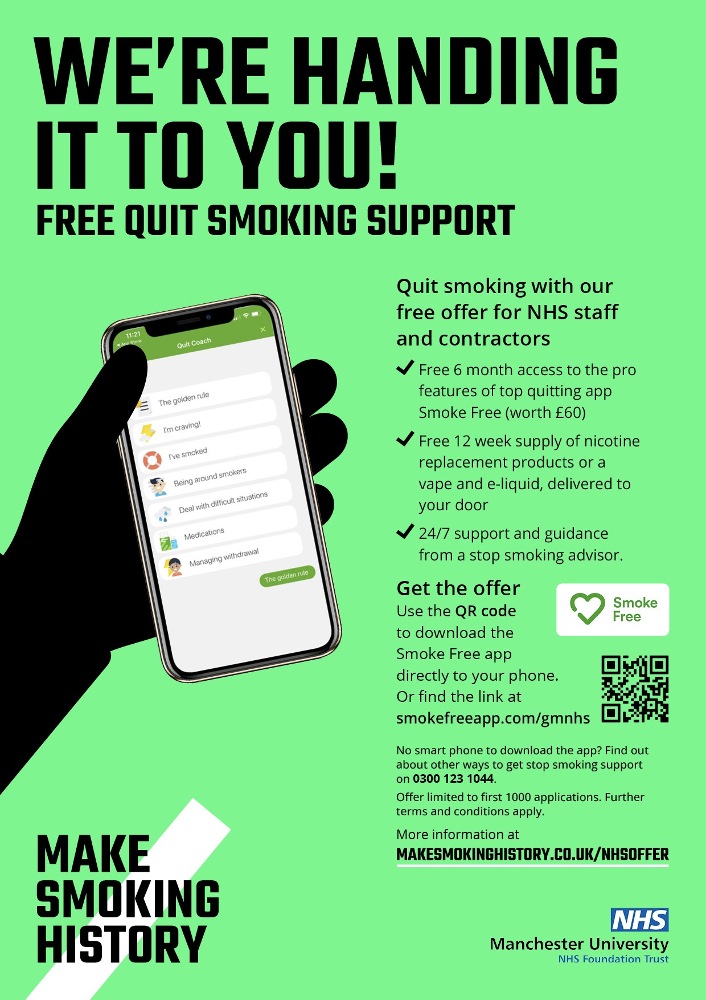 WE'RE HANDING
IT TO YOU!
FREE QUIT SMOKING SUPPORT
11:21
◀ App Store
Quit Coach
×
The golden rule
I'm craving!
I've smoked
Being around smokers
Deal with difficult situations
Medications
Managing withdrawal
The golden rule
Quit smoking with our
free offer for NHS staff
and contractors
Free 6 month access to the pro
features of top quitting app
Smoke Free (worth £60)
Free 12 week supply of nicotine
replacement products or a
vape and e-liquid, delivered to
your door
24/7 support and guidance
from a stop smoking advisor.
Get the offer
Use the QR code
to download the
Smoke Free app
directly to your phone.
Or find the link at
smokefreeapp.com/gmnhs
Smoke
Free
No smart phone to download the app? Find out
about other ways to get stop smoking support
on 0300 123 1044.
Offer limited to first 1000 applications. Further
terms and conditions apply.
More information at
MAKESMOKINGHISTORY.CO.UK/NHSOFFER
MAKE
SMOKING
HISTORY
NHS
Manchester University
NHS Foundation Trust